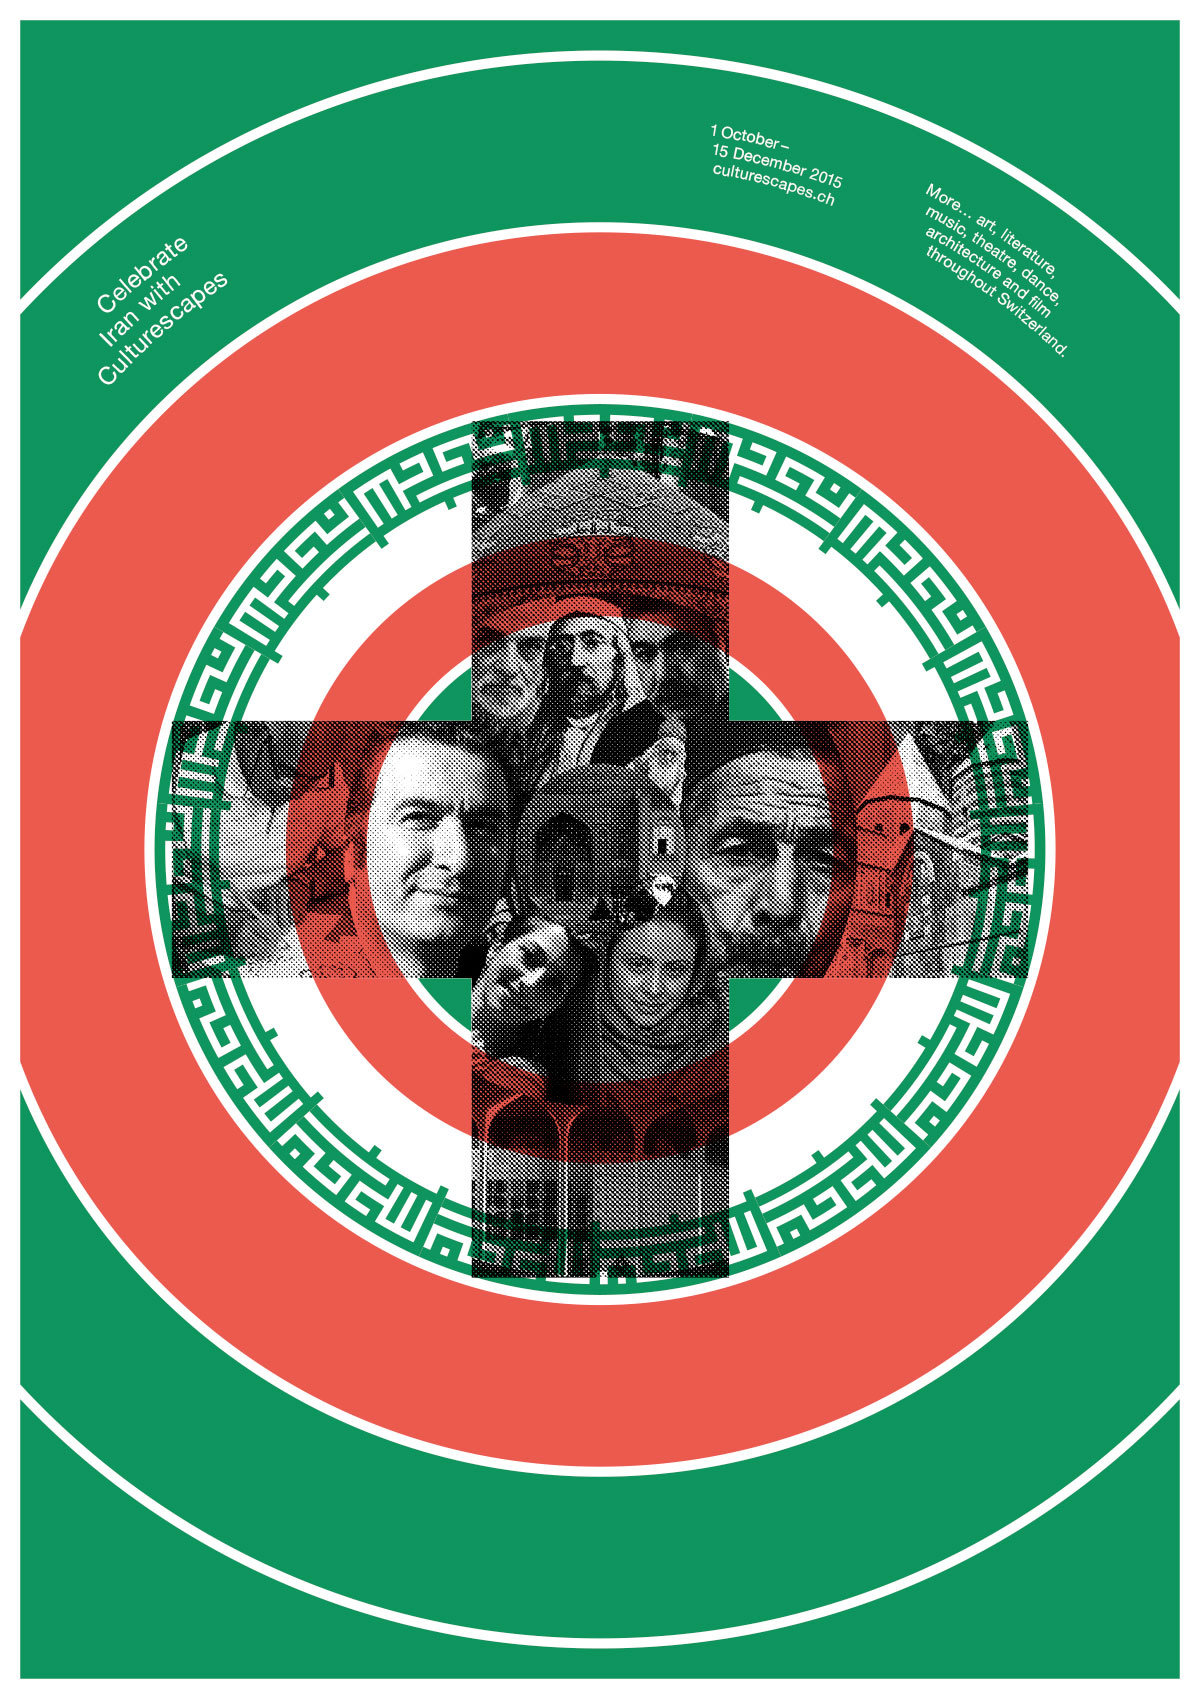 Celebrate
Iran with
Culturescapes
1 October –
15 December 2015
culturescapes.ch
More... art, literature,
music, theatre, dance,
architecture and film
throughout Switzerland.